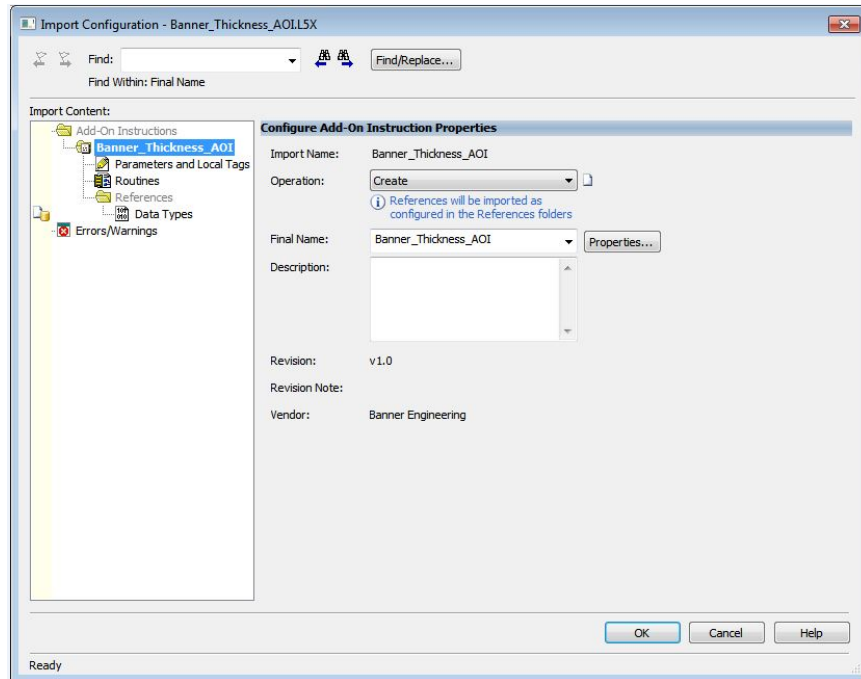 Import Configuration - Banner_Thickness_AOI.L5X
Find:
Find/Replace...
Find Within: Final Name
Import Content:
Add-On Instructions
Banner_Thickness_AOI
Parameters and Local Tags
Routines
References
Data Types
Errors/Warnings
Configure Add-On Instruction Properties
Import Name: Banner_Thickness_AOI
Operation: Create
References will be imported as
configured in the References folders
Final Name: Banner_Thickness_AOI Properties...
Description:
Revision: v1.0
Revision Note:
Vendor: Banner Engineering
OK Cancel Help
Ready